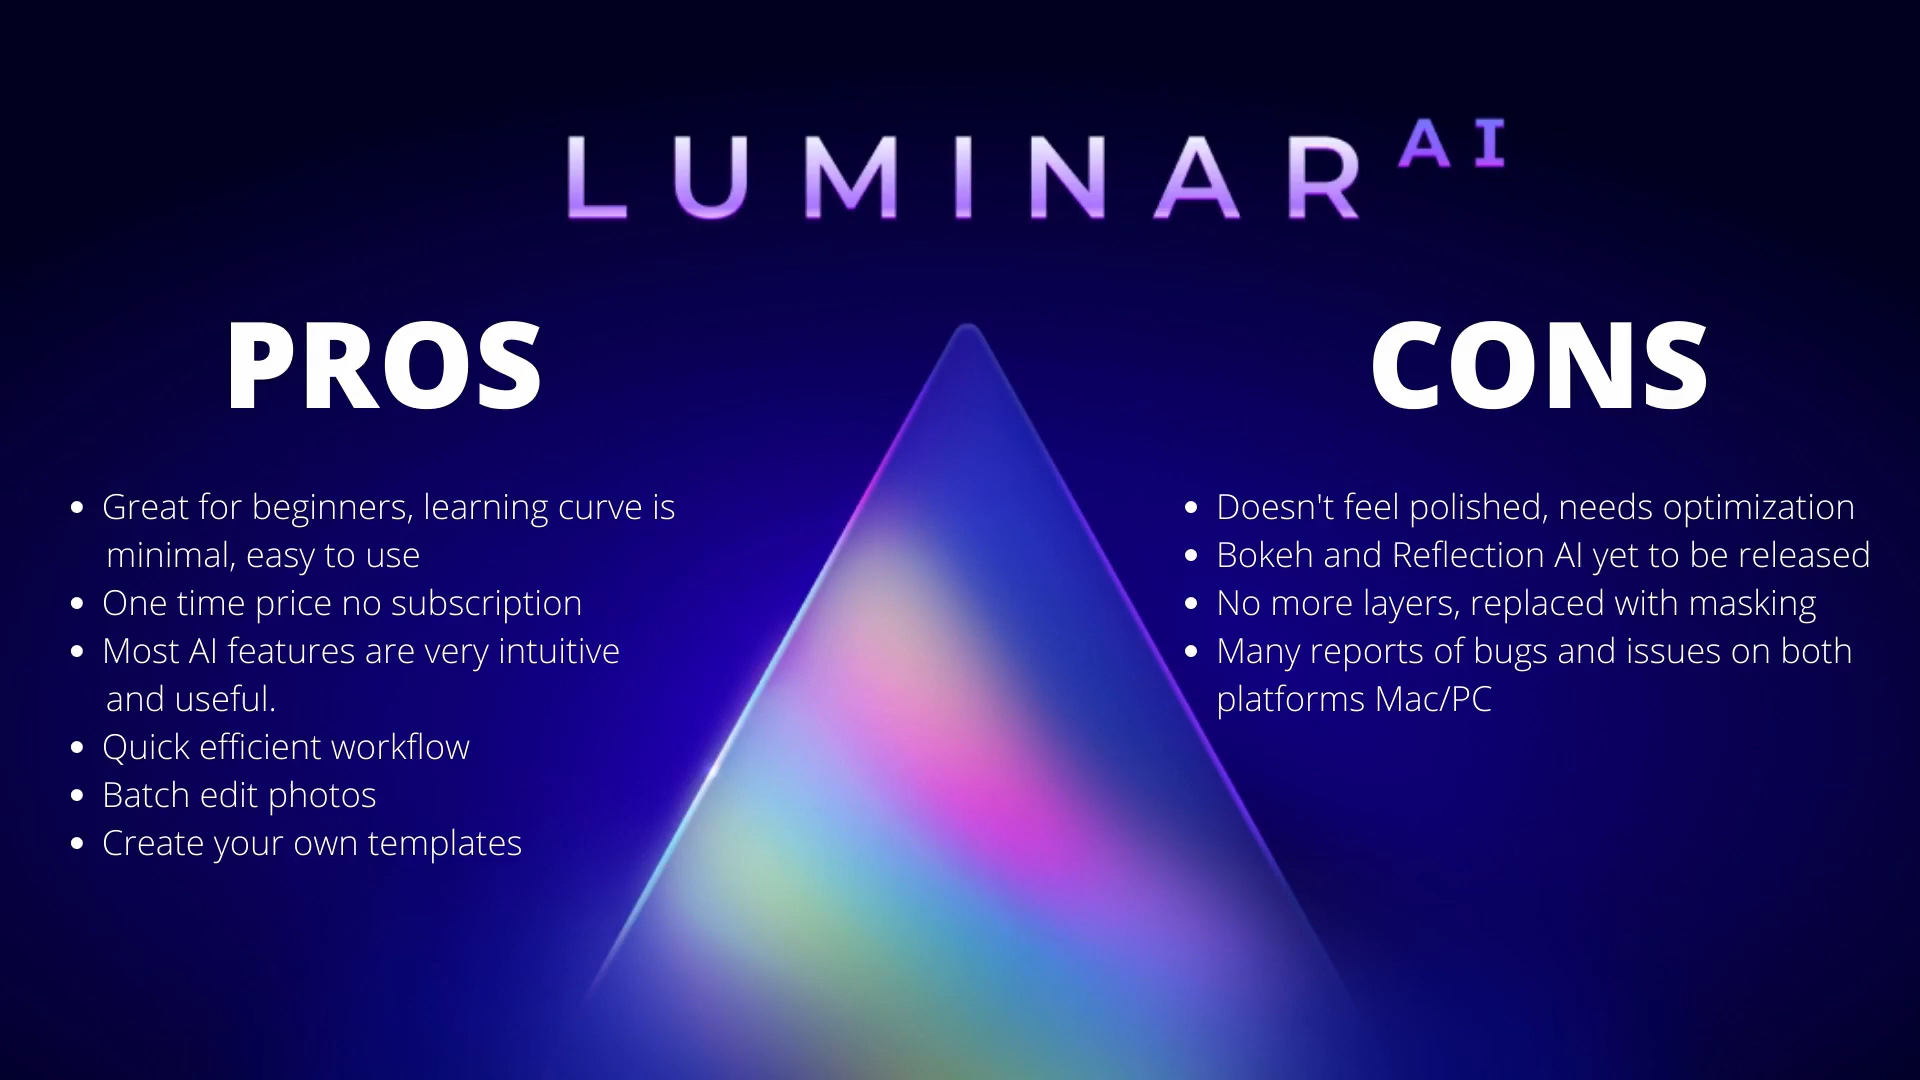 LUMINAR AI
PROS
• Great for beginners, learning curve is
minimal, easy to use
• One time price no subscription
• Most AI features are very intuitive
and useful.
• Quick efficient workflow
• Batch edit photos
• Create your own templates
CONS
• Doesn't feel polished, needs optimization
• Bokeh and Reflection AI yet to be released
• No more layers, replaced with masking
• Many reports of bugs and issues on both
platforms Mac/PC